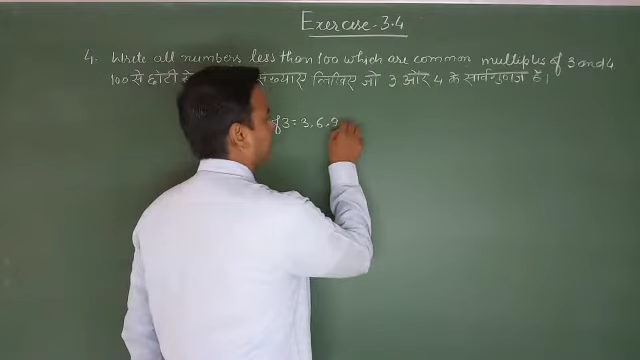 Exercise-3.4
4. Write all numbers less than 100 which are common multiples of 3 and 4
100 से छोटी संख्याएँ लिखिए जो 3 और 4 के सार्वगुणज हैं।
of 3 = 3, 6, 9